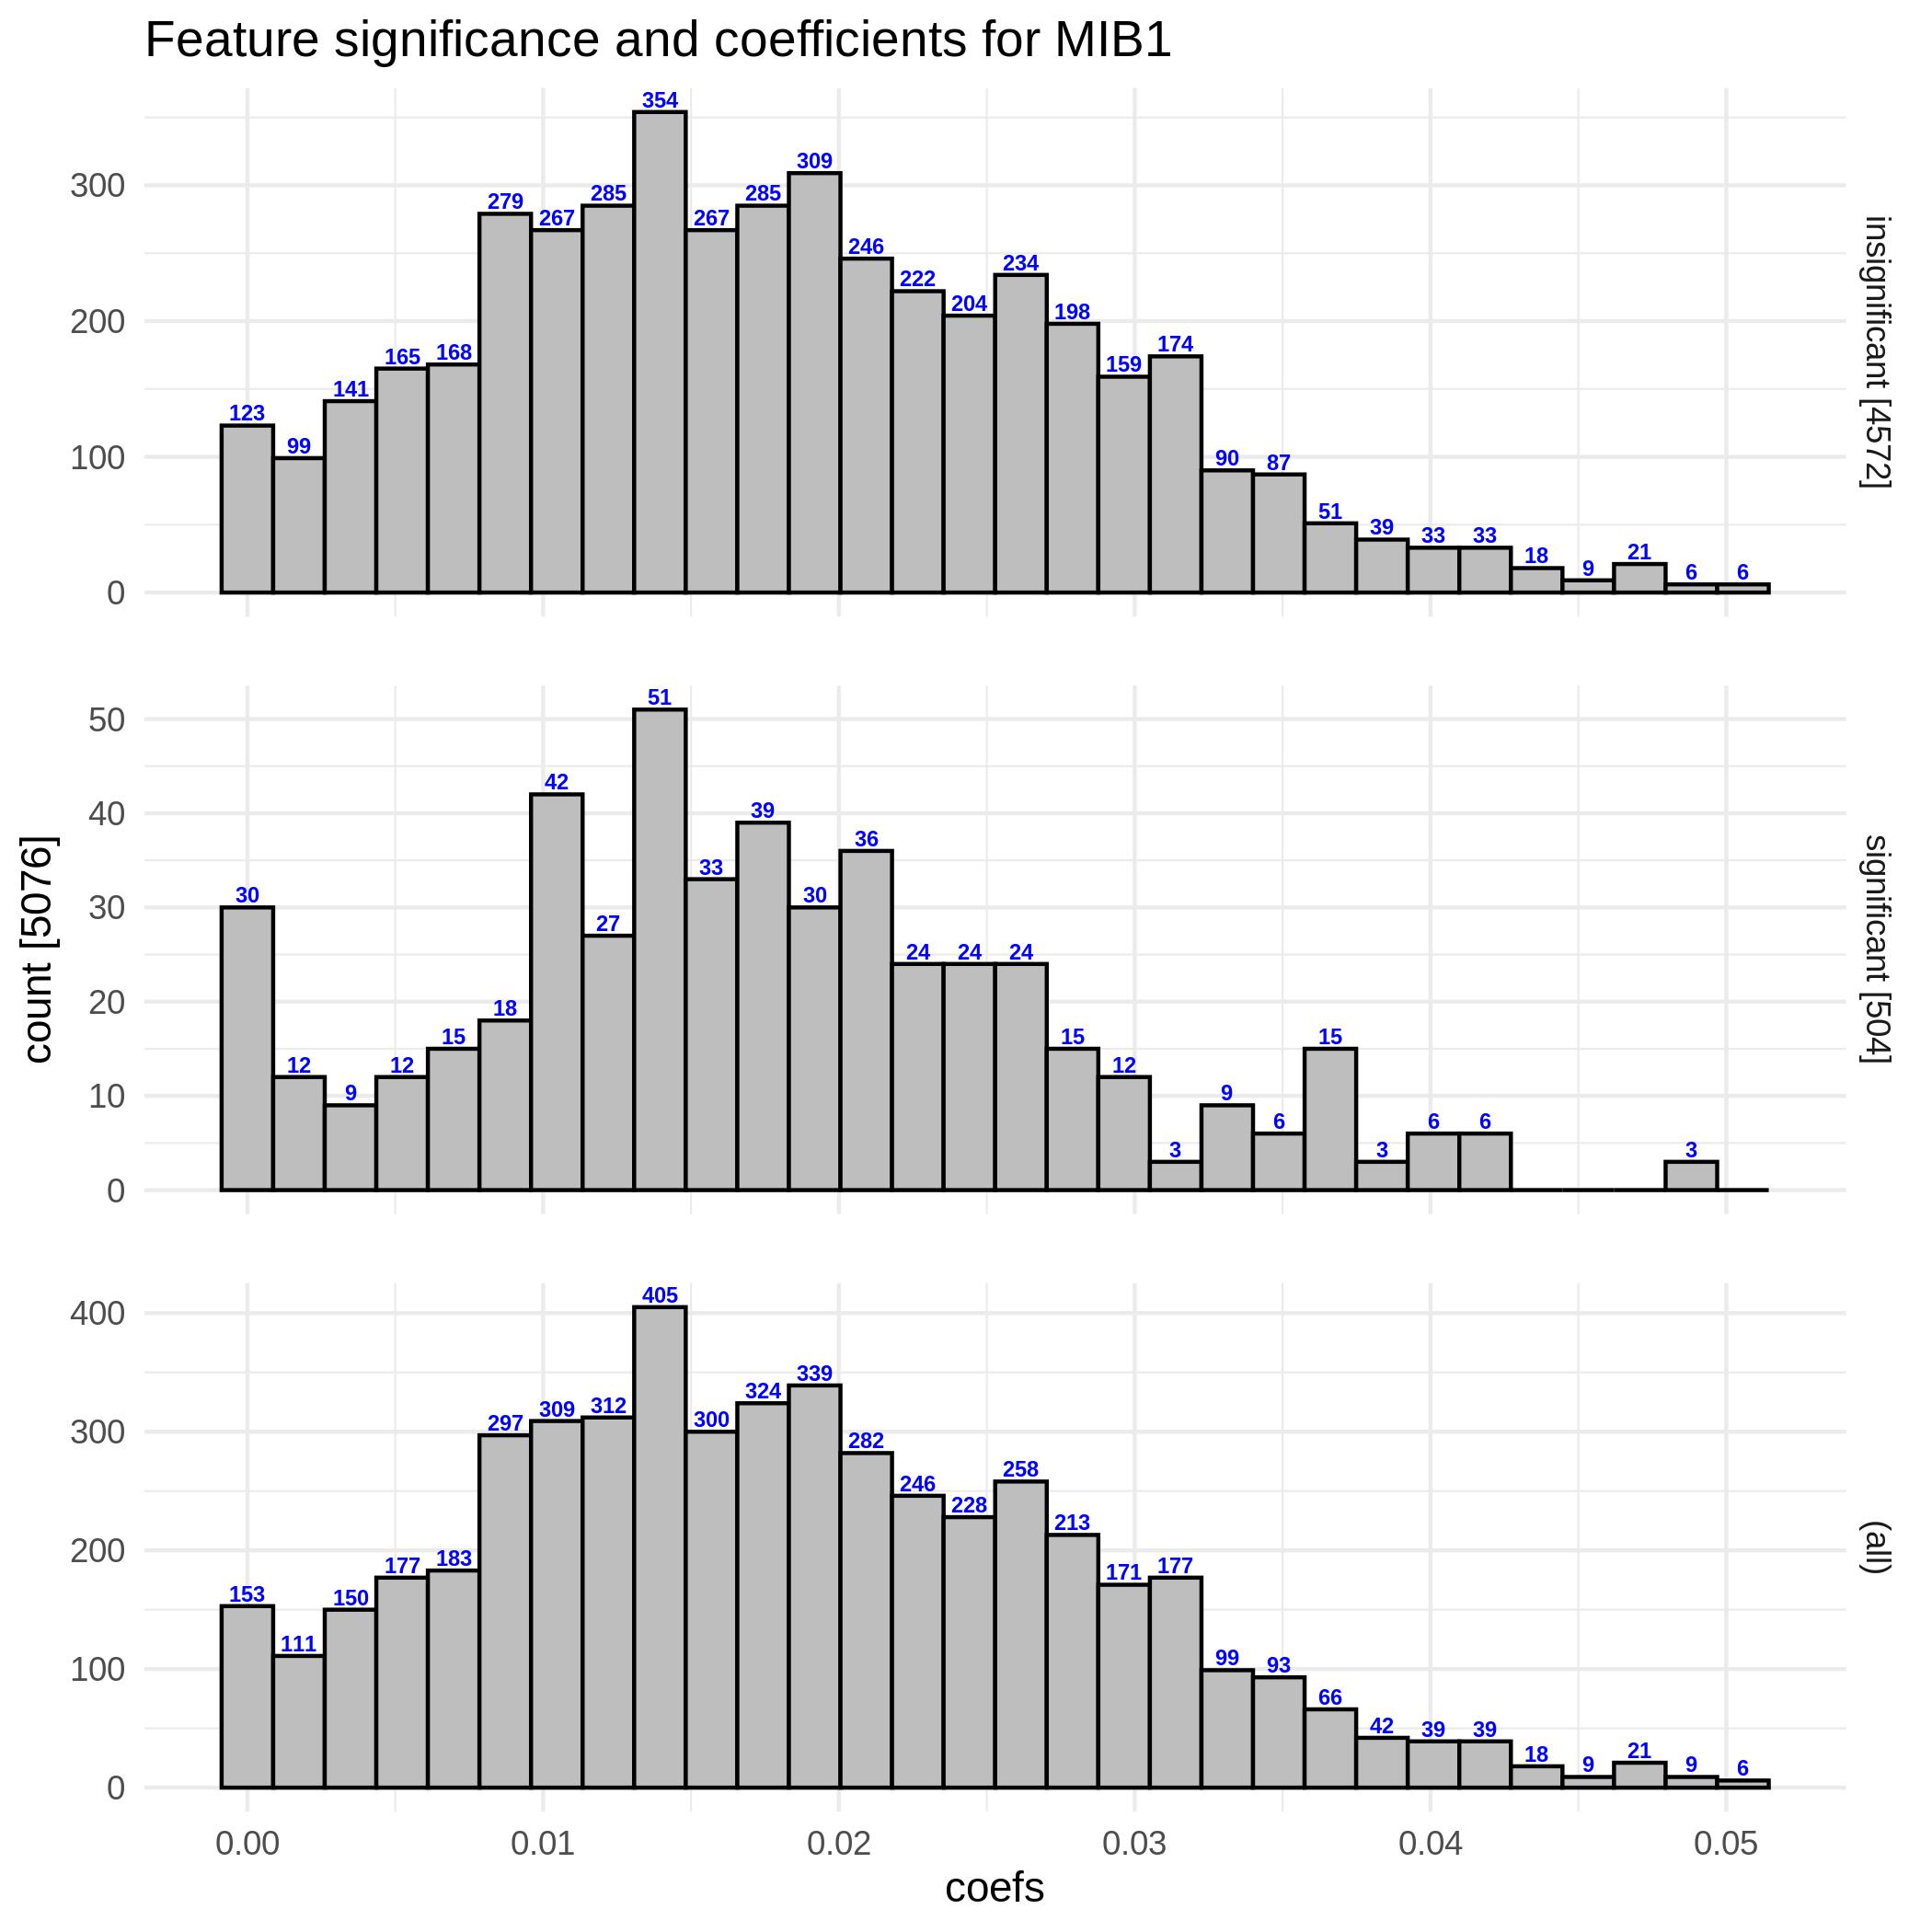 Feature significance and coefficients for MIB1
354
309
279 267 285 267 285
246
222 204 234
198
159 174
165 168
141
123
99
90 87
51 39 33 33 18 9 21 6 6
300
200
100
0
insignificant [4572]
count [5076]
51
42
39
36
33
30 27 30
24 24 24
18
15
12 9 12
15 12
3 9 6 15 3 6 6 3
50
40
30
20
10
0
significant [504]
405
339
324
297 309 312 300
282
246 228 258
213
171 177
177 183
153 111 150
99 93 66 42 39 39 18 9 21 9 6
400
300
200
100
0
(all)
0.00 0.01 0.02 0.03 0.04 0.05
coefs